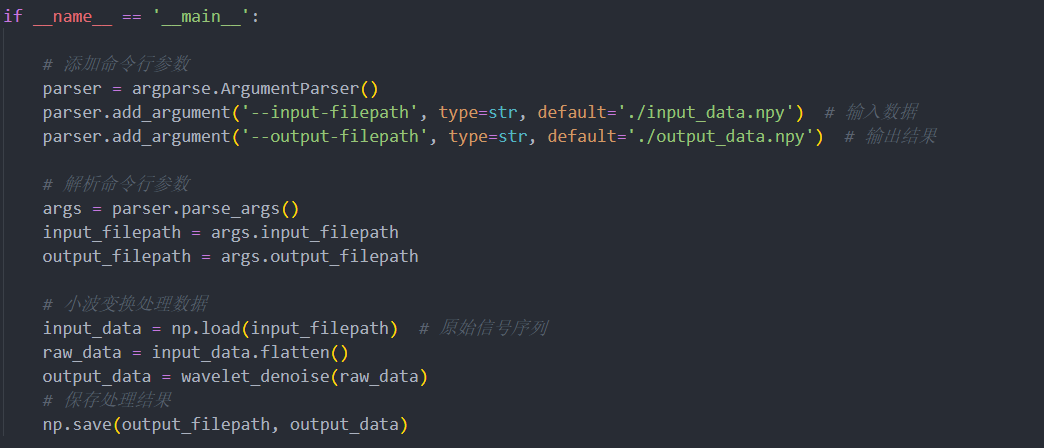 if __name__ == '__main__':
# 添加命令行参数
parser = argparse.ArgumentParser()
parser.add_argument('--input-filepath', type=str, default='./input_data.npy')  # 输入数据
parser.add_argument('--output-filepath', type=str, default='./output_data.npy')  # 输出结果
# 解析命令行参数
args = parser.parse_args()
input_filepath = args.input_filepath
output_filepath = args.output_filepath
# 小波变换处理数据
input_data = np.load(input_filepath)  # 原始信号序列
raw_data = input_data.flatten()
output_data = wavelet_denoise(raw_data)
# 保存处理结果
np.save(output_filepath, output_data)